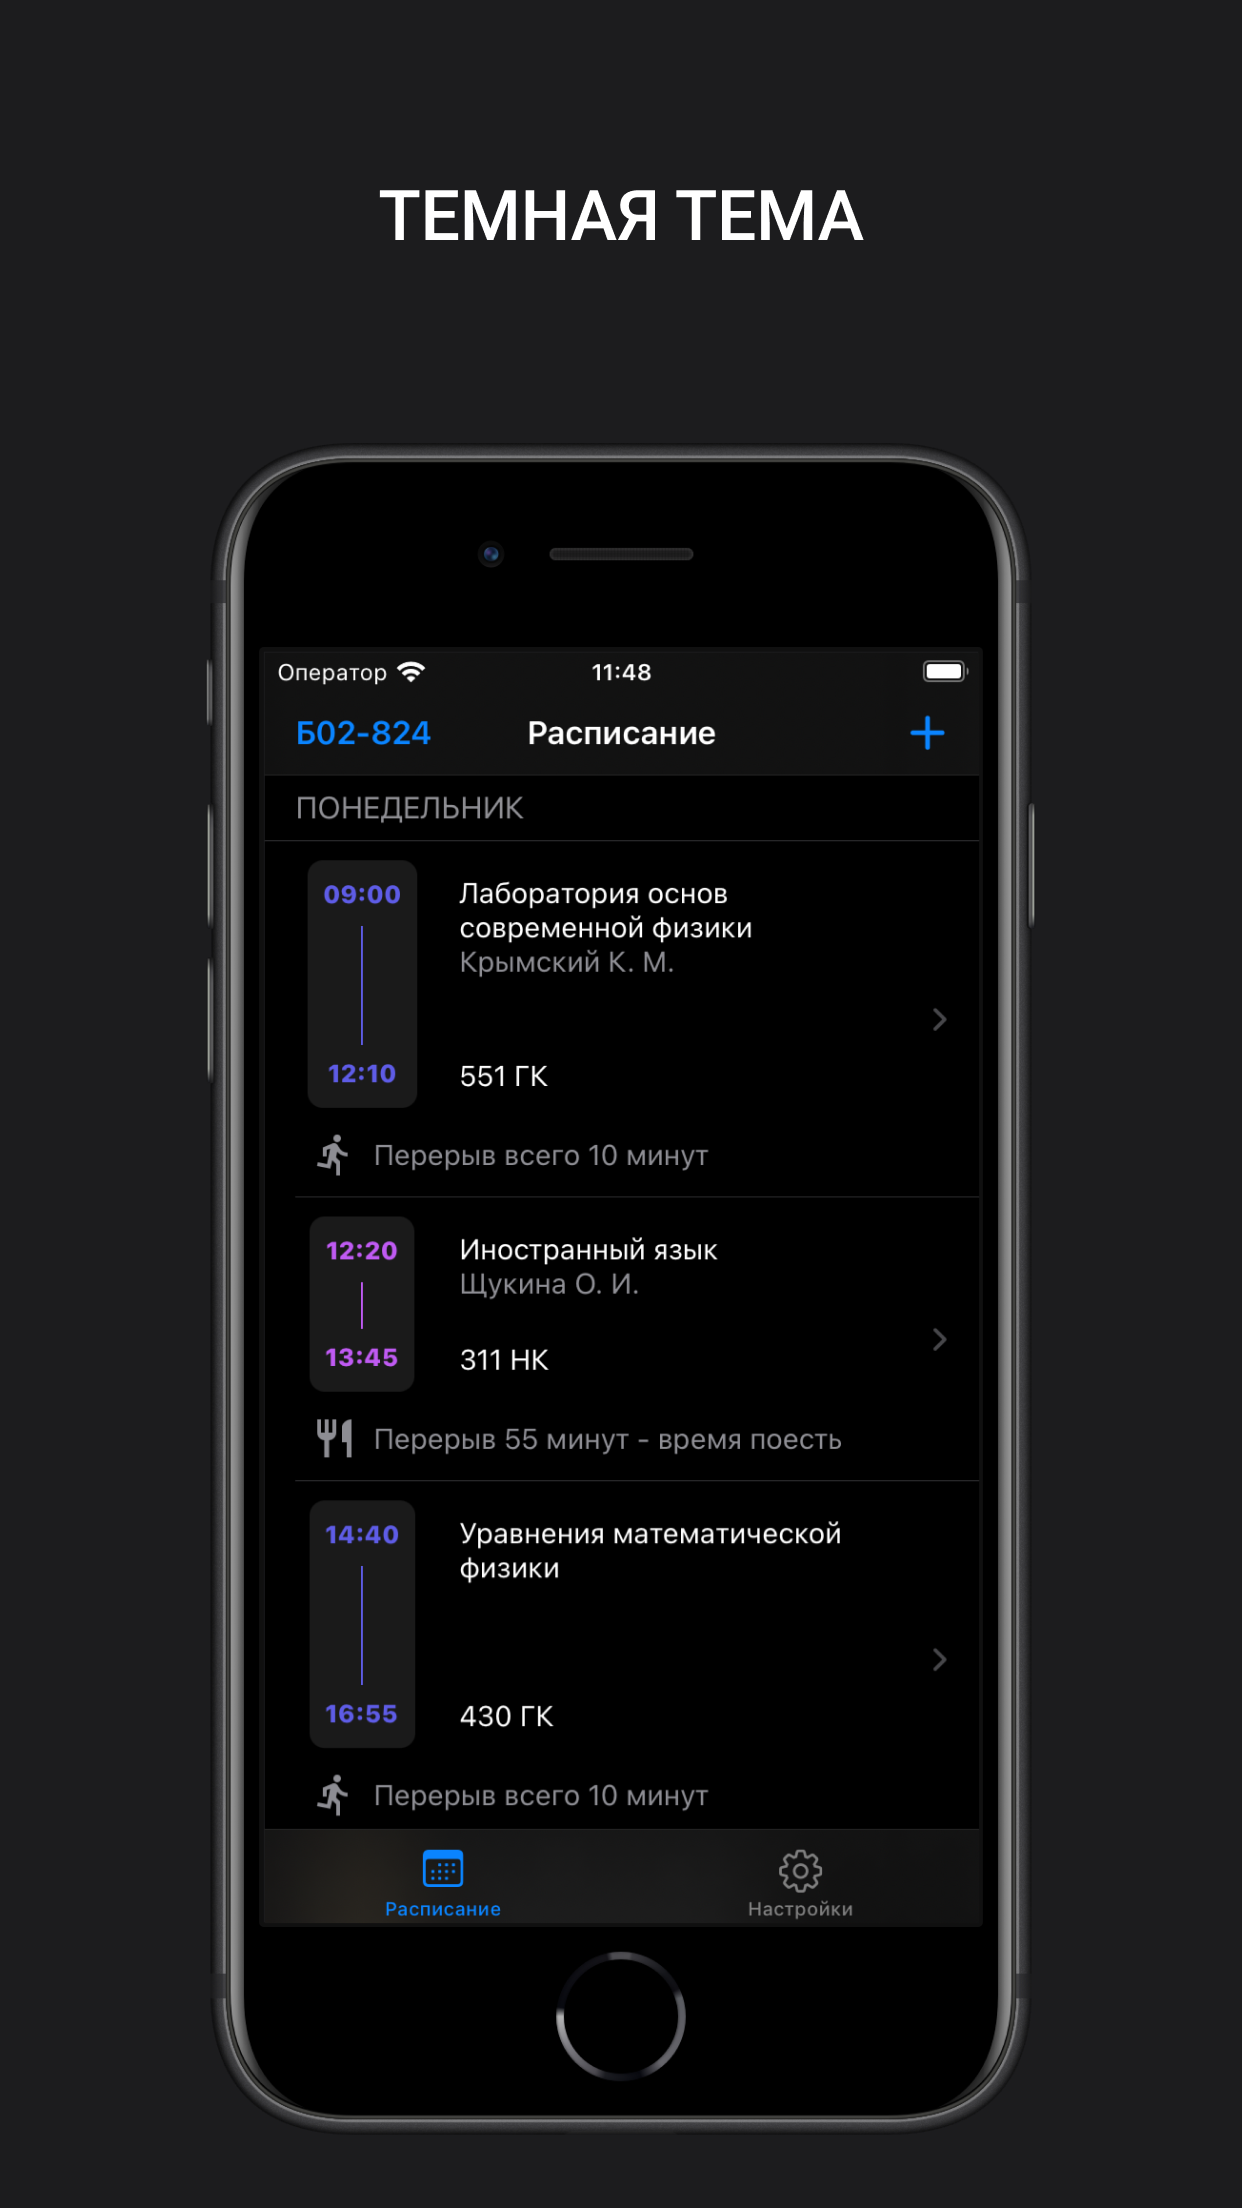 ТЕМНАЯ ТЕМА
Оператор 11:48
Б02-824 Расписание
ПОНЕДЕЛЬНИК
09:00
12:10
Лаборатория основ
современной физики
Крымский К. М.
551 ГК
Перерыв всего 10 минут
12:20
13:45
Иностранный язык
Щукина О. И.
311 НК
Перерыв 55 минут - время поесть
14:40
16:55
Уравнения математической
физики
430 ГК
Перерыв всего 10 минут
Расписание
Настройки